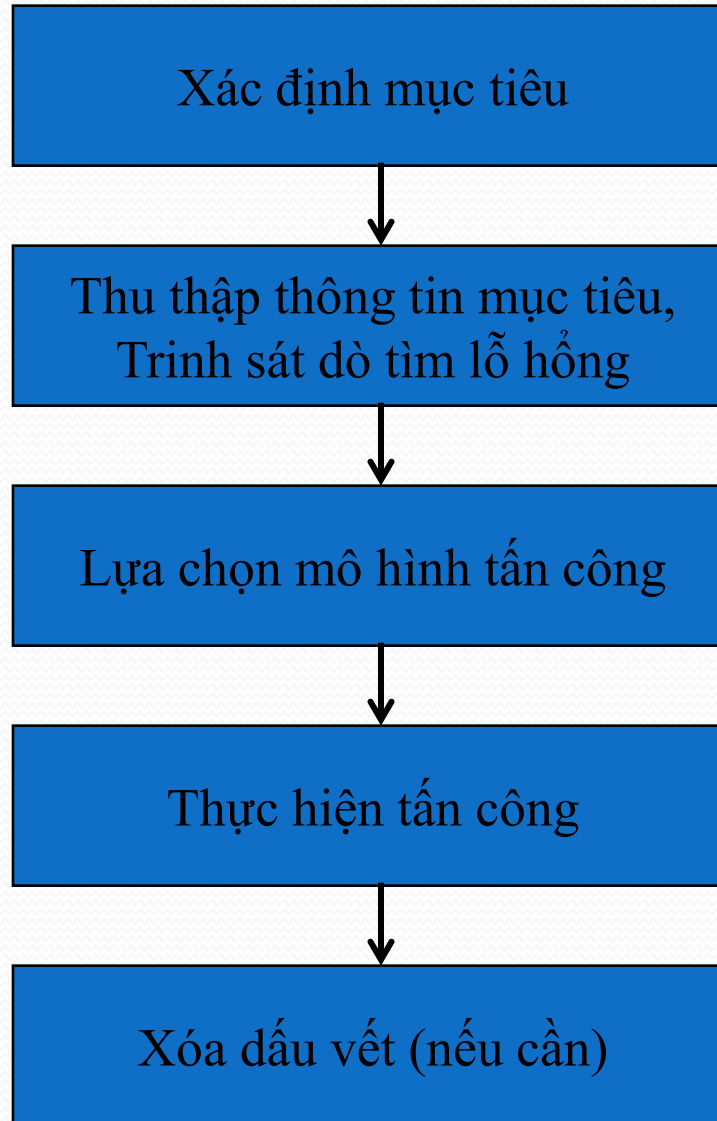 Xác định mục tiêu
Thu thập thông tin mục tiêu,
Trinh sát dò tìm lỗ hổng
Lựa chọn mô hình tấn công
Thực hiện tấn công
Xóa dấu vết (nếu cần)